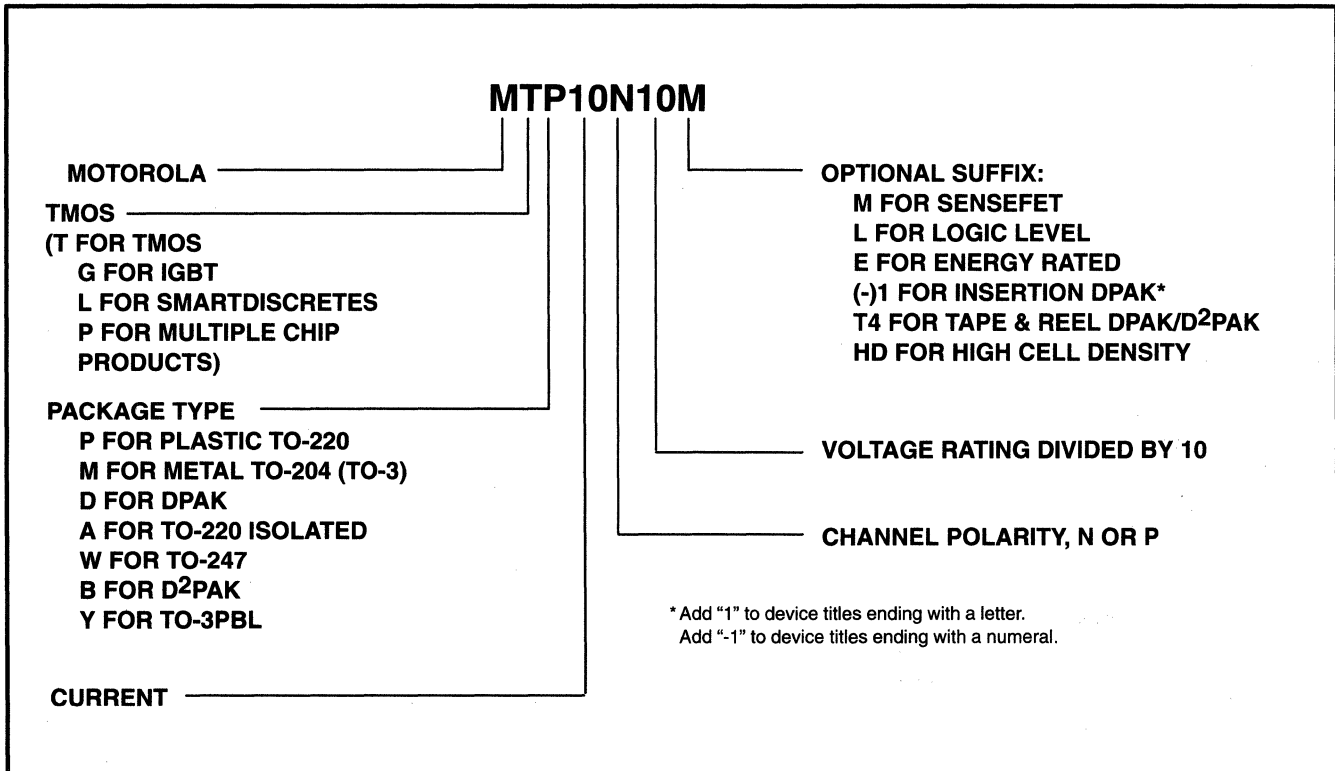 MTP10N10M
MOTOROLA
TMOS
(T FOR TMOS
G FOR IGBT
L FOR SMARTDISCRETES
P FOR MULTIPLE CHIP
PRODUCTS)
PACKAGE TYPE
P FOR PLASTIC TO-220
M FOR METAL TO-204 (TO-3)
D FOR DPAK
A FOR TO-220 ISOLATED
W FOR TO-247
B FOR D²PAK
Y FOR TO-3PBL
CURRENT
OPTIONAL SUFFIX:
M FOR SENSEFET
L FOR LOGIC LEVEL
E FOR ENERGY RATED
(-)1 FOR INSERTION DPAK*
T4 FOR TAPE & REEL DPAK/D²PAK
HD FOR HIGH CELL DENSITY
VOLTAGE RATING DIVIDED BY 10
CHANNEL POLARITY, N OR P
* Add “1” to device titles ending with a letter.
Add “-1” to device titles ending with a numeral.